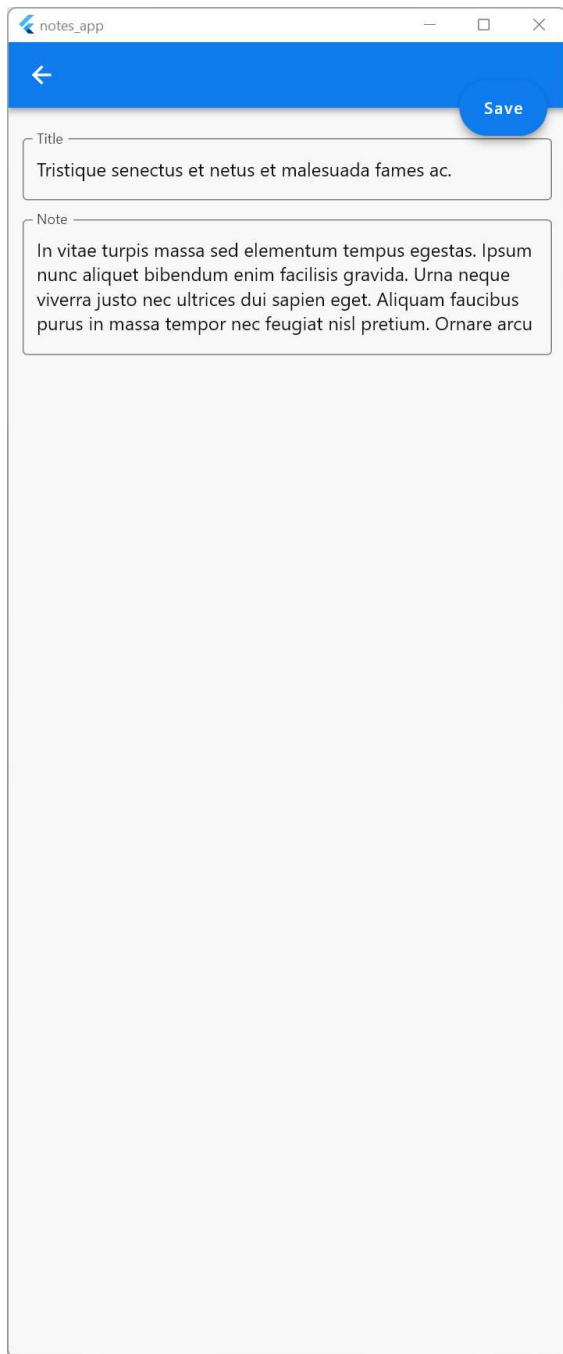 notes_app
Save
Title
Tristique senectus et netus et malesuada fames ac.
Note
In vitae turpis massa sed elementum tempus egestas. Ipsum
nunc aliquet bibendum enim facilisis gravida. Urna neque
viverra justo nec ultrices dui sapien eget. Aliquam faucibus
purus in massa tempor nec feugiat nisl pretium. Ornare arcu